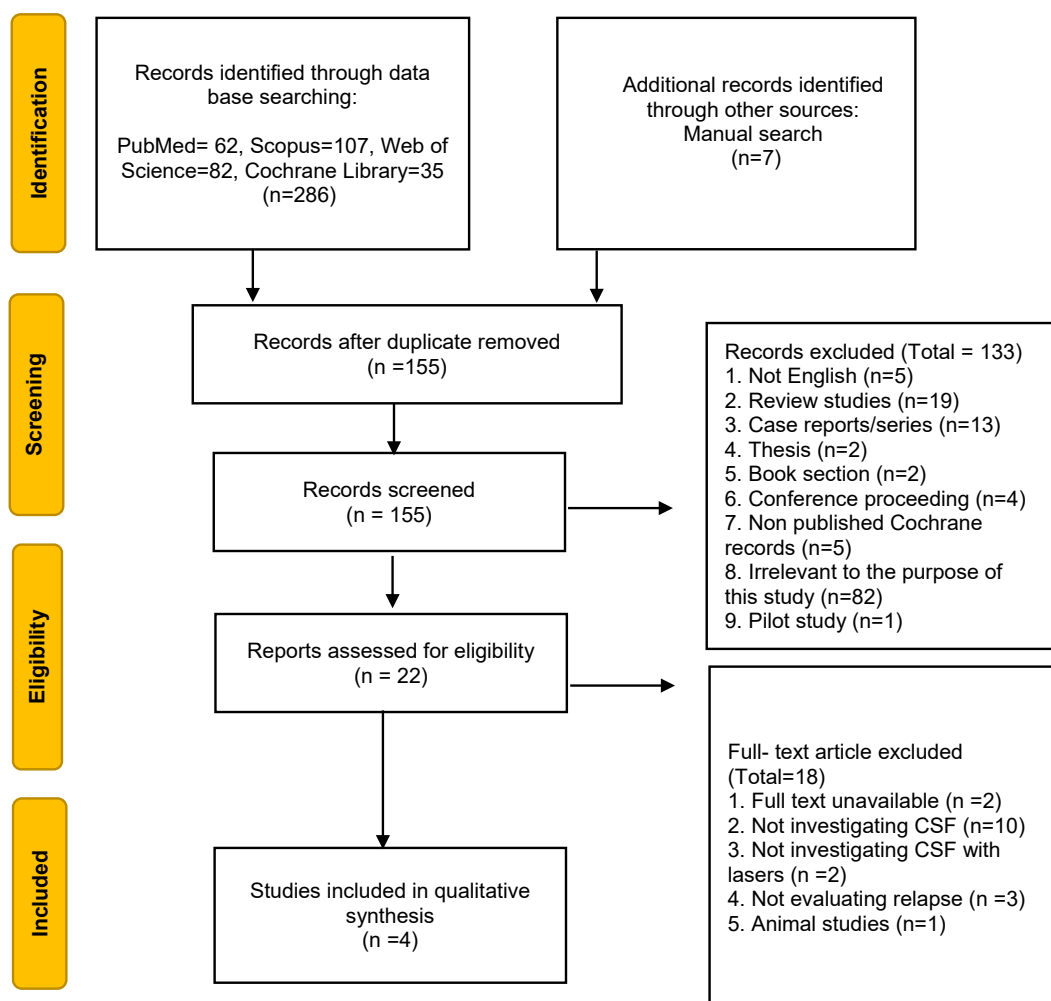 Identification
Records identified through data
base searching:
PubMed= 62, Scopus=107, Web of
Science=82, Cochrane Library=35
(n=286)
Additional records identified
through other sources:
Manual search
(n=7)
Screening
Records after duplicate removed
(n =155)
Records screened
(n = 155)
Records excluded (Total = 133)
1. Not English (n=5)
2. Review studies (n=19)
3. Case reports/series (n=13)
4. Thesis (n=2)
5. Book section (n=2)
6. Conference proceeding (n=4)
7. Non published Cochrane
records (n=5)
8. Irrelevant to the purpose of
this study (n=82)
9. Pilot study (n=1)
Eligibility
Reports assessed for eligibility
(n = 22)
Full- text article excluded
(Total=18)
1. Full text unavailable (n =2)
2. Not investigating CSF (n=10)
3. Not investigating CSF with
lasers (n =2)
4. Not evaluating relapse (n =3)
5. Animal studies (n=1)
Included
Studies included in qualitative
synthesis
(n =4)